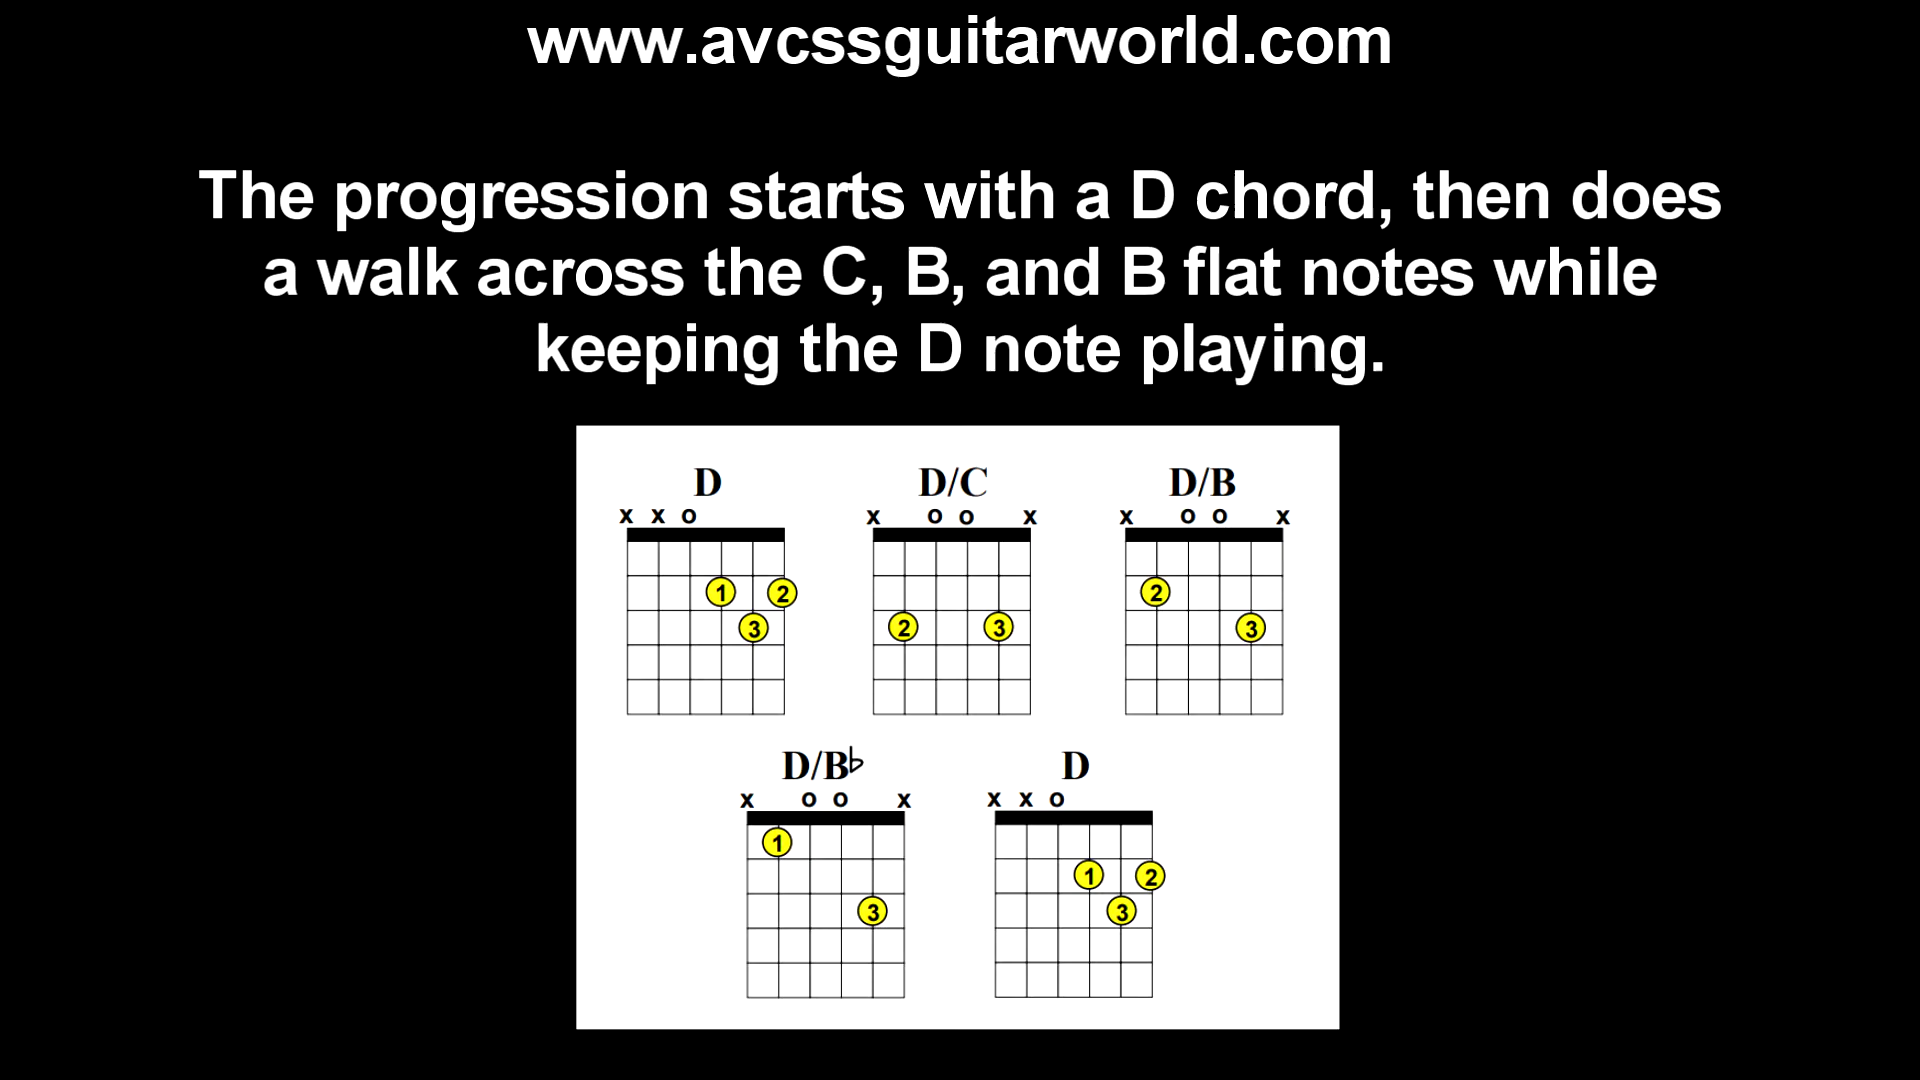 www.avcssguitarworld.com
The progression starts with a D chord, then does
a walk across the C, B, and B flat notes while
keeping the D note playing.
D D/C D/B
x x o x o o x x o o x
1 2 2
3 2 3 3
D/B♭ D
x o o x x x o
1
1 2
3 3